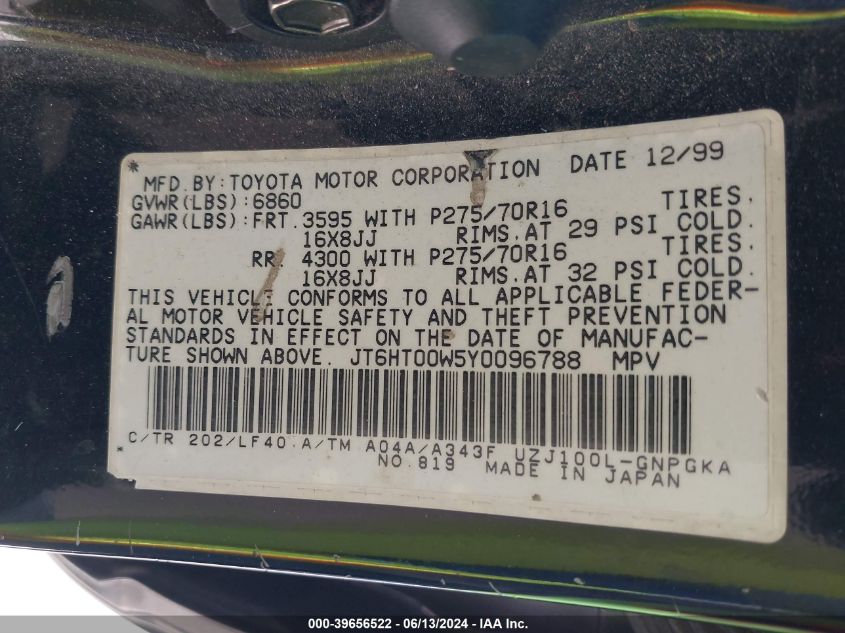 MFD.BY:TOYOTA MOTOR CORPORATION DATE 12/99
GVWR(LBS):6860
GAWR(LBS):FRT.3595 WITH P275/70R16 TIRES,
16X8JJ RIMS,AT 29 PSI COLD.
RR. 4300 WITH P275/70R16 TIRES,
16X8JJ RIMS,AT 32 PSI COLD.
THIS VEHICLE CONFORMS TO ALL APPLICABLE FEDER-
AL MOTOR VEHICLE SAFETY AND THEFT PREVENTION
STANDARDS IN EFFECT ON THE DATE OF MANUFAC-
TURE SHOWN ABOVE. JT6HT00W5Y0096788 MPV
C/TR 202/LF40 A/TM A04A/A343F UZJ100L-GNPGKA
NO.819 MADE IN JAPAN
000-39656522 - 06/13/2024 - IAA Inc.